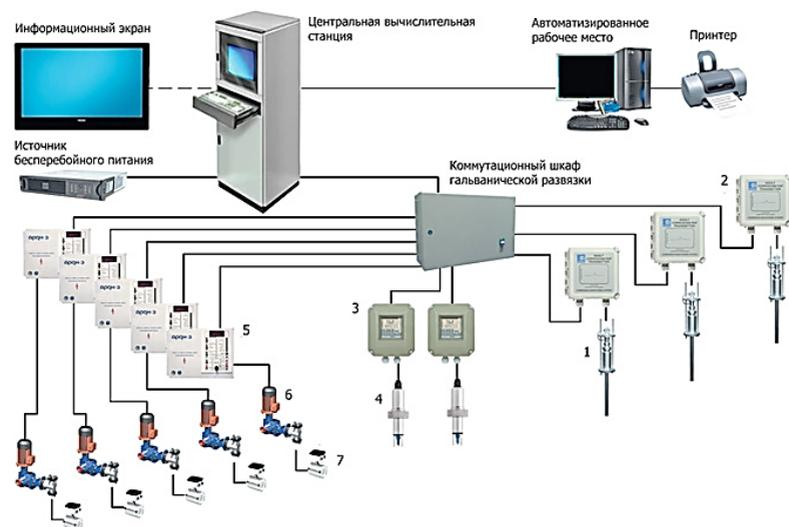 Информационный экран
Центральная вычислительная
станция
Автоматизированное
рабочее место
Принтер
Источник
бесперебойного питания
Коммутационный шкаф
гальванической развязки
2
3
1
5
4
6
7